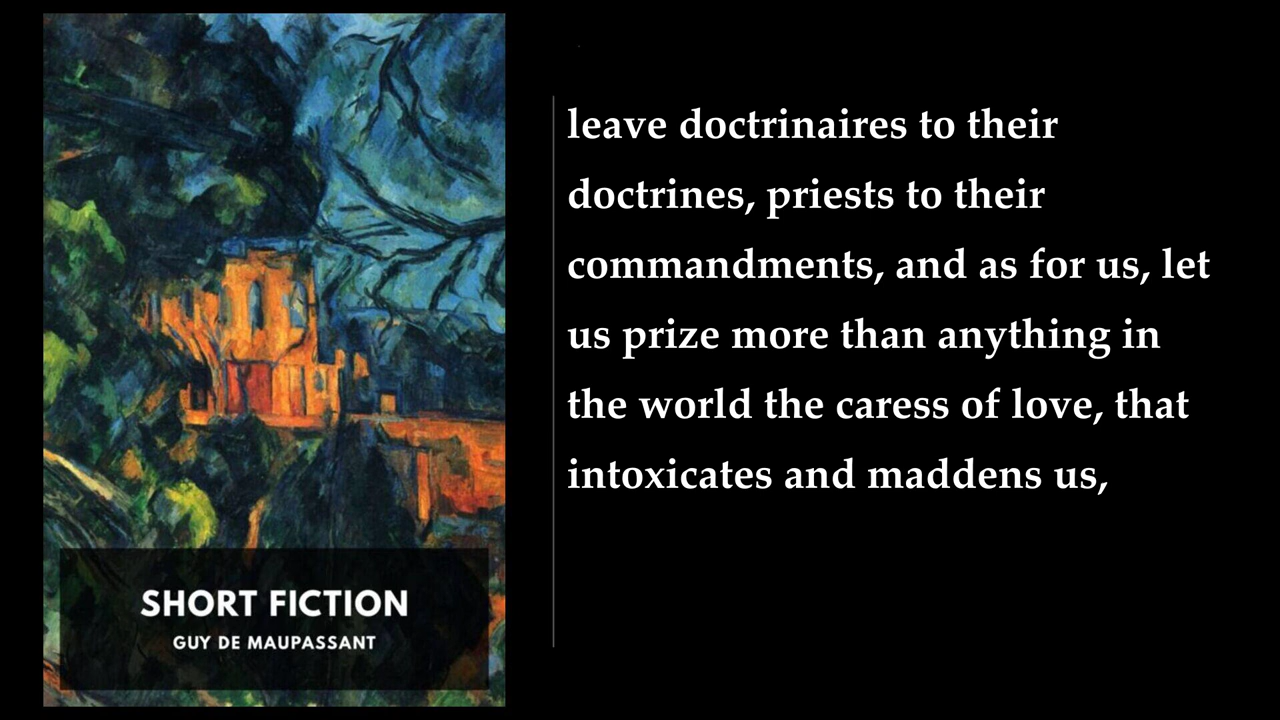 SHORT FICTION
GUY DE MAUPASSANT
leave doctrinaires to their
doctrines, priests to their
commandments, and as for us, let
us prize more than anything in
the world the caress of love, that
intoxicates and maddens us,